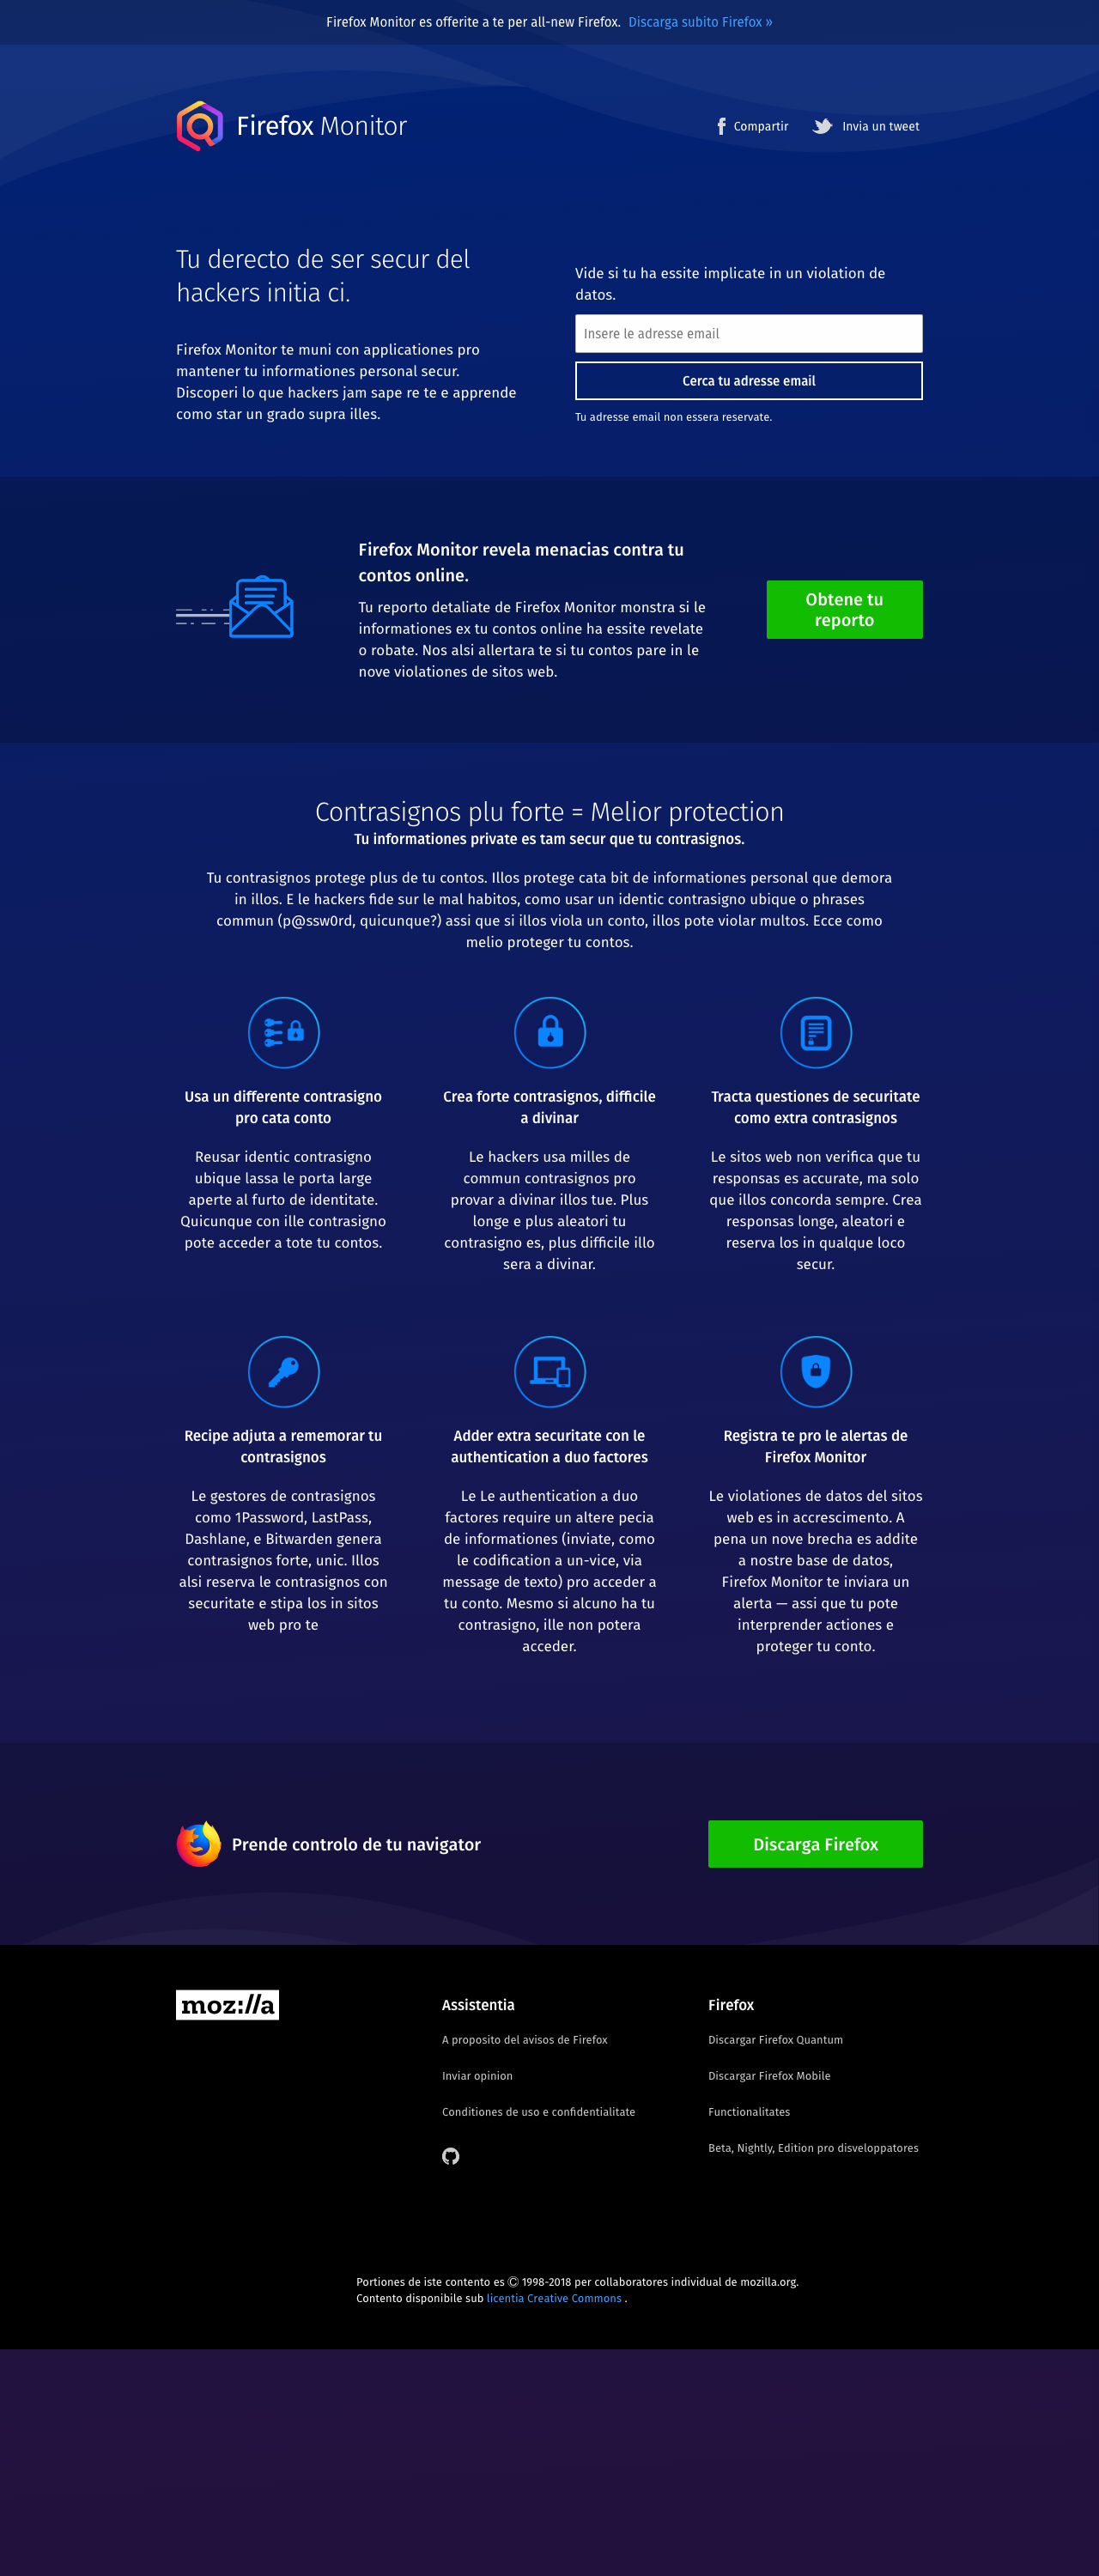 Firefox Monitor es offerite a te per all-new Firefox. Discarga subito Firefox »
Firefox Monitor
Compartir
Invia un tweet
Tu derecto de ser secur del
hackers initia ci.
Firefox Monitor te muni con applicationes pro
mantener tu informationes personal secur.
Discoperi lo que hackers jam sape re te e apprende
como star un grado supra illes.
Vide si tu ha essite implicate in un violation de
datos.
Insere le adresse email
Cerca tu adresse email
Tu adresse email non essera reservate.
Firefox Monitor revela menacias contra tu
contos online.
Tu reporto detaliate de Firefox Monitor monstra si le
informationes ex tu contos online ha essite revelate
o robate. Nos alsi allertara te si tu contos pare in le
nove violationes de sitos web.
Obtene tu
reporto
Contrasignos plu forte = Melior protection
Tu informationes private es tam secur que tu contrasignos.
Tu contrasignos protege plus de tu contos. Illos protege cata bit de informationes personal que demora
in illos. E le hackers fide sur le mal habitos, como usar un identic contrasigno ubique o phrases
commun (p@ssw0rd, quicunque?) assi que si illos viola un conto, illos pote violar multos. Ecce como
melio proteger tu contos.
Usa un differente contrasigno
pro cata conto
Reusar identic contrasigno
ubique lassa le porta large
aperte al furto de identitate.
Quicunque con ille contrasigno
pote acceder a tote tu contos.
Crea forte contrasignos, difficile
a divinar
Le hackers usa milles de
commun contrasignos pro
provar a divinar illos tue. Plus
longe e plus aleatori tu
contrasigno es, plus difficile illo
sera a divinar.
Tracta questiones de securitate
como extra contrasignos
Le sitos web non verifica que tu
responsas es accurate, ma solo
que illos concorda sempre. Crea
responsas longe, aleatori e
reserva los in qualque loco
secur.
Recipe adjuta a rememorar tu
contrasignos
Le gestores de contrasignos
como 1Password, LastPass,
Dashlane, e Bitwarden genera
contrasignos forte, unic. Illos
alsi reserva le contrasignos con
securitate e stipa los in sitos
web pro te
Adder extra securitate con le
authentication a duo factores
Le Le authentication a duo
factores require un altere pecia
de informationes (inviate, como
le codification a un-vice, via
message de texto) pro acceder a
tu conto. Mesmo si alcuno ha tu
contrasigno, ille non potera
acceder.
Registra te pro le alertas de
Firefox Monitor
Le violationes de datos del sitos
web es in accrescimento. A
pena un nove brecha es addite
a nostre base de datos,
Firefox Monitor te inviara un
alerta — assi que tu pote
interprender actiones e
proteger tu conto.
Prende controlo de tu navigator
Discarga Firefox
moz://a
Assistentia
A proposito del avisos de Firefox
Inviar opinion
Conditiones de uso e confidentialitate
Firefox
Discargar Firefox Quantum
Discargar Firefox Mobile
Functionalitates
Beta, Nightly, Edition pro disveloppatores
Portiones de iste contento es © 1998-2018 per collaboratores individual de mozilla.org.
Contento disponibile sub licentia Creative Commons .